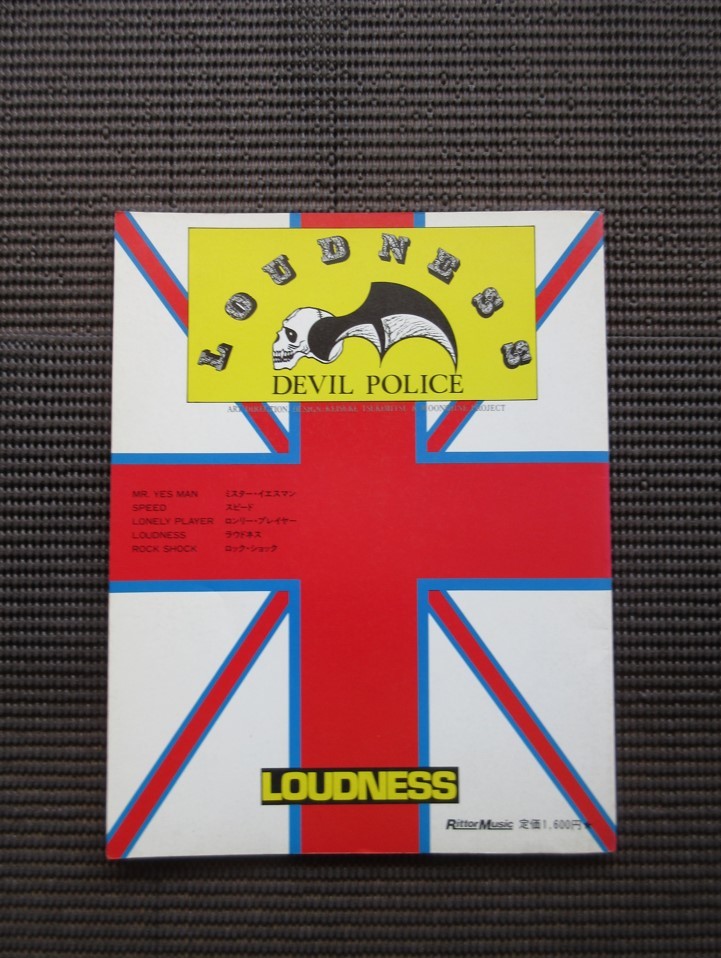 LOUDNESS
DEVIL POLICE
PROJECT
MR. YES MAN ミスター・イエスマン
SPEED スピード
LONELY PLAYER ロンリー・プレイヤー
LOUDNESS ラウドネス
ROCK SHOCK ロック・ショック
LOUDNESS
RittorMusic 定価1,600円★